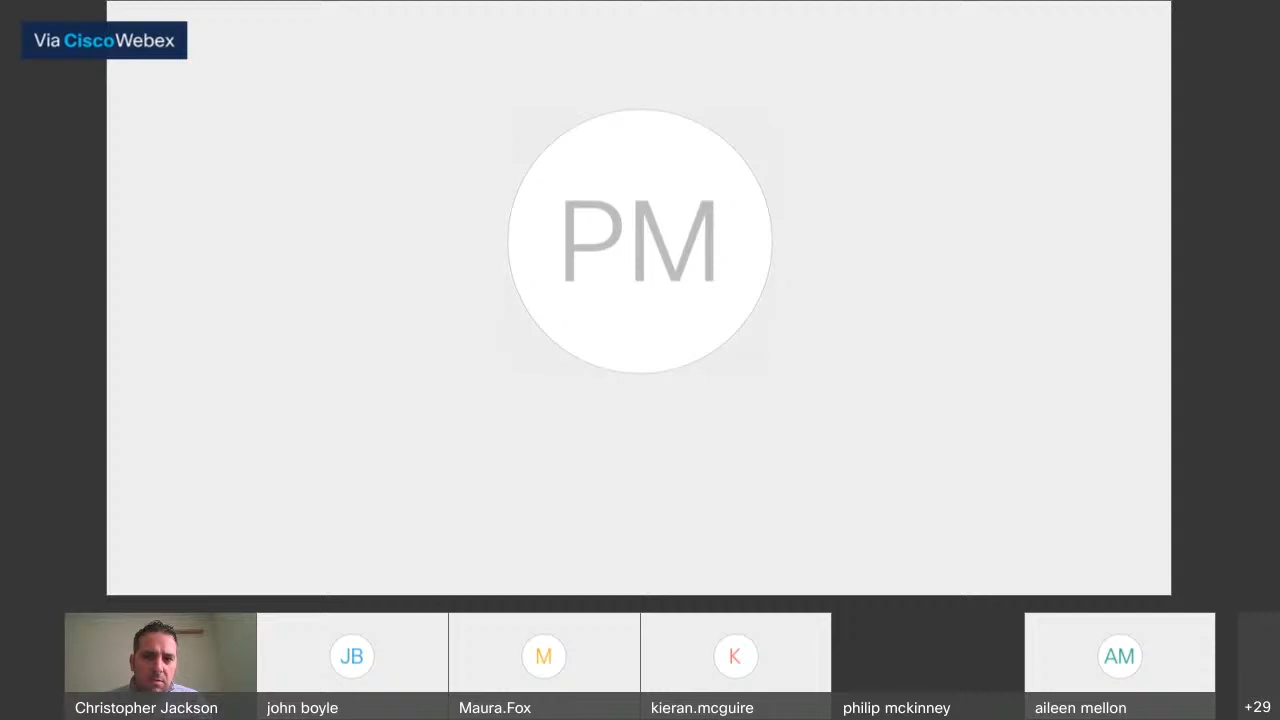 Via CiscoWebex
PM
JB
M
K
AM
Christopher Jackson
john boyle
Maura.Fox
kieran.mcguire
philip mckinney
aileen mellon
+29